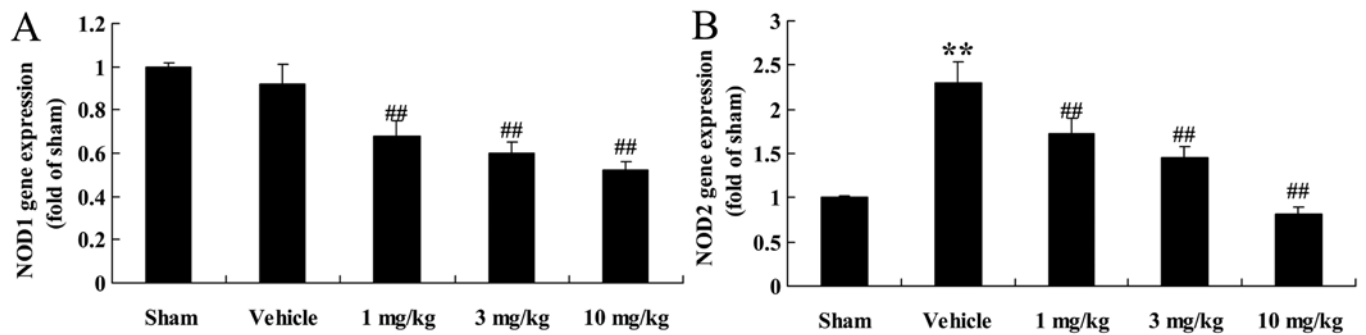 A
NOD1 gene expression
(fold of sham)
1.2
1
0.8
0.6
0.4
0.2
0
##
##
##
Sham Vehicle 1 mg/kg 3 mg/kg 10 mg/kg
B
NOD2 gene expression
(fold of sham)
3
2.5
2
1.5
1
0.5
0
**
##
##
##
Sham Vehicle 1 mg/kg 3 mg/kg 10 mg/kg